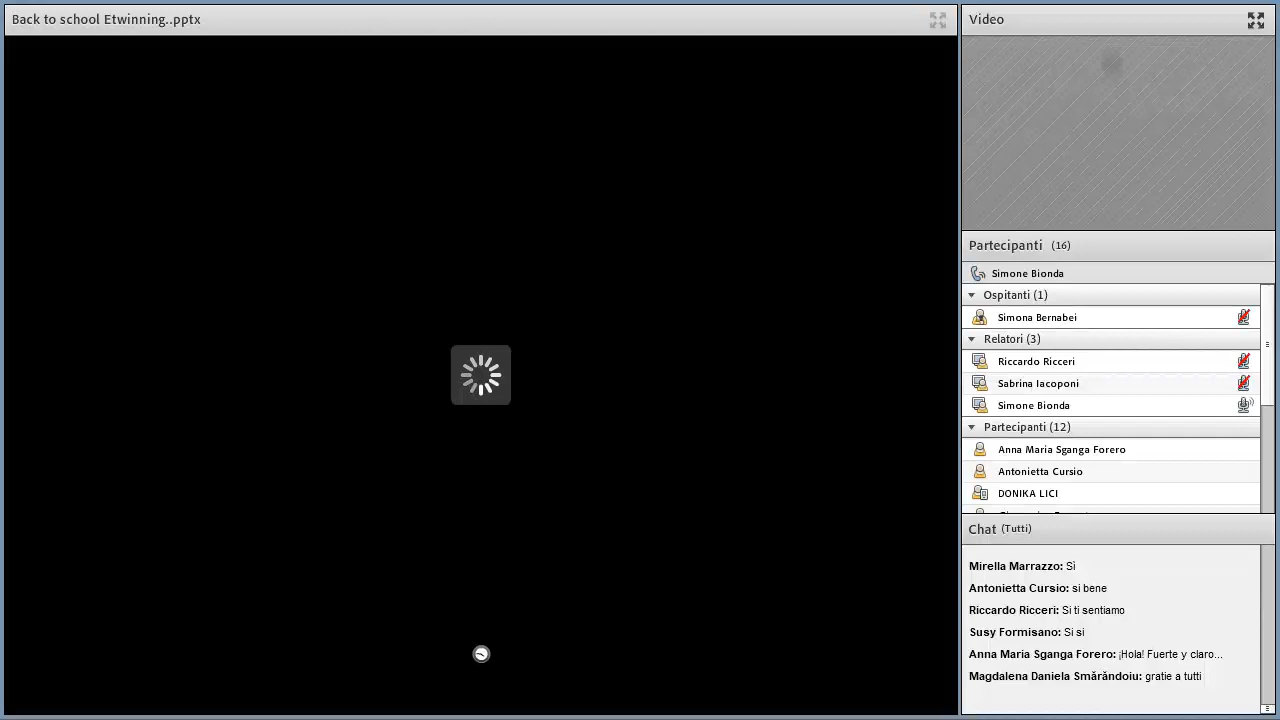 Back to school Etwinning..pptx
Video
Partecipanti (16)
Simone Bionda
Ospitanti (1)
Simona Bernabei
Relatori (3)
Riccardo Ricceri
Sabrina Iacoponi
Simone Bionda
Partecipanti (12)
Anna Maria Sganga Forero
Antonietta Cursio
DONIKA LICI
Chat (Tutti)
Mirella Marrazzo: Sì
Antonietta Cursio: si bene
Riccardo Ricceri: Si ti sentiamo
Susy Formisano: Si si
Anna Maria Sganga Forero: ¡Hola! Fuerte y claro...
Magdalena Daniela Smărăndoiu: gratie a tutti